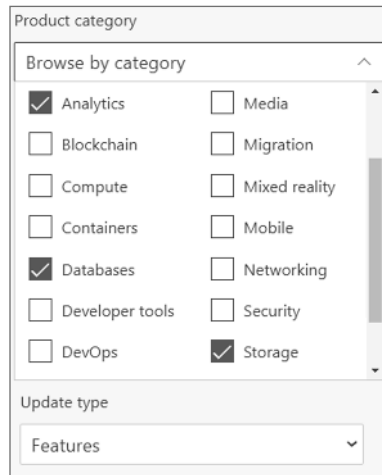 Product category
Browse by category
Analytics Media
Blockchain Migration
Compute Mixed reality
Containers Mobile
Databases Networking
Developer tools Security
DevOps Storage
Update type
Features